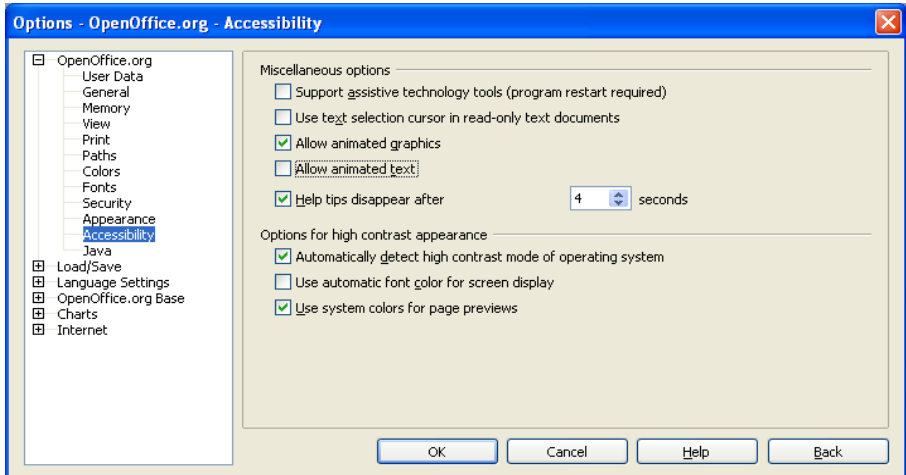 Options - OpenOffice.org - Accessibility
OpenOffice.org
User Data
General
Memory
View
Print
Paths
Colors
Fonts
Security
Appearance
Accessibility
Java
Load/Save
Language Settings
OpenOffice.org Base
Charts
Internet
Miscellaneous options
Support assistive technology tools (program restart required)
Use text selection cursor in read-only text documents
Allow animated graphics
Allow animated text
Help tips disappear after 4 seconds
Options for high contrast appearance
Automatically detect high contrast mode of operating system
Use automatic font color for screen display
Use system colors for page previews
OK Cancel Help Back